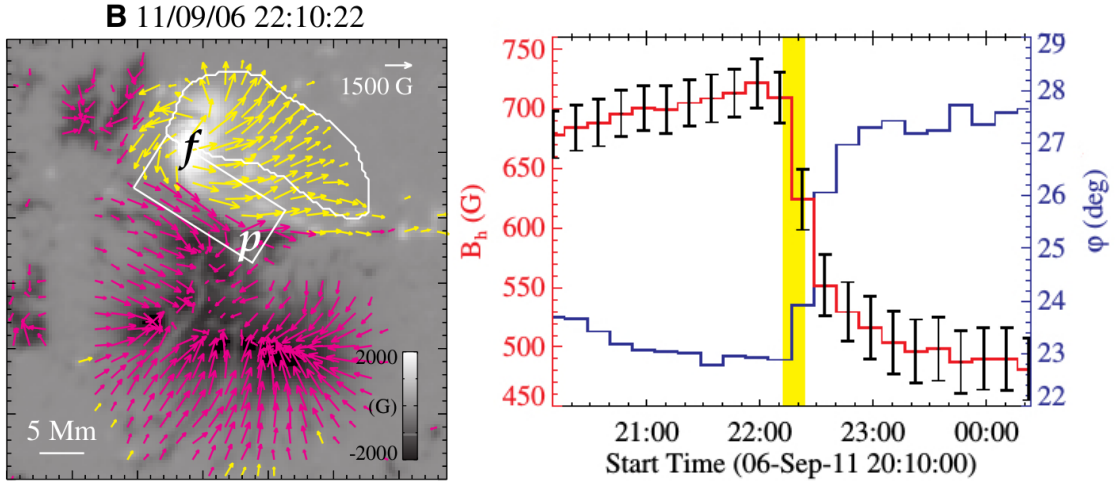 B 11/09/06 22:10:22
1500 G
f
p
2000
(G)
-2000
5 Mm
750
700
650
600
550
500
450
Bh (G)
29
28
27
26
25
24
23
22
φ (deg)
21:00 22:00 23:00 00:00
Start Time (06-Sep-11 20:10:00)